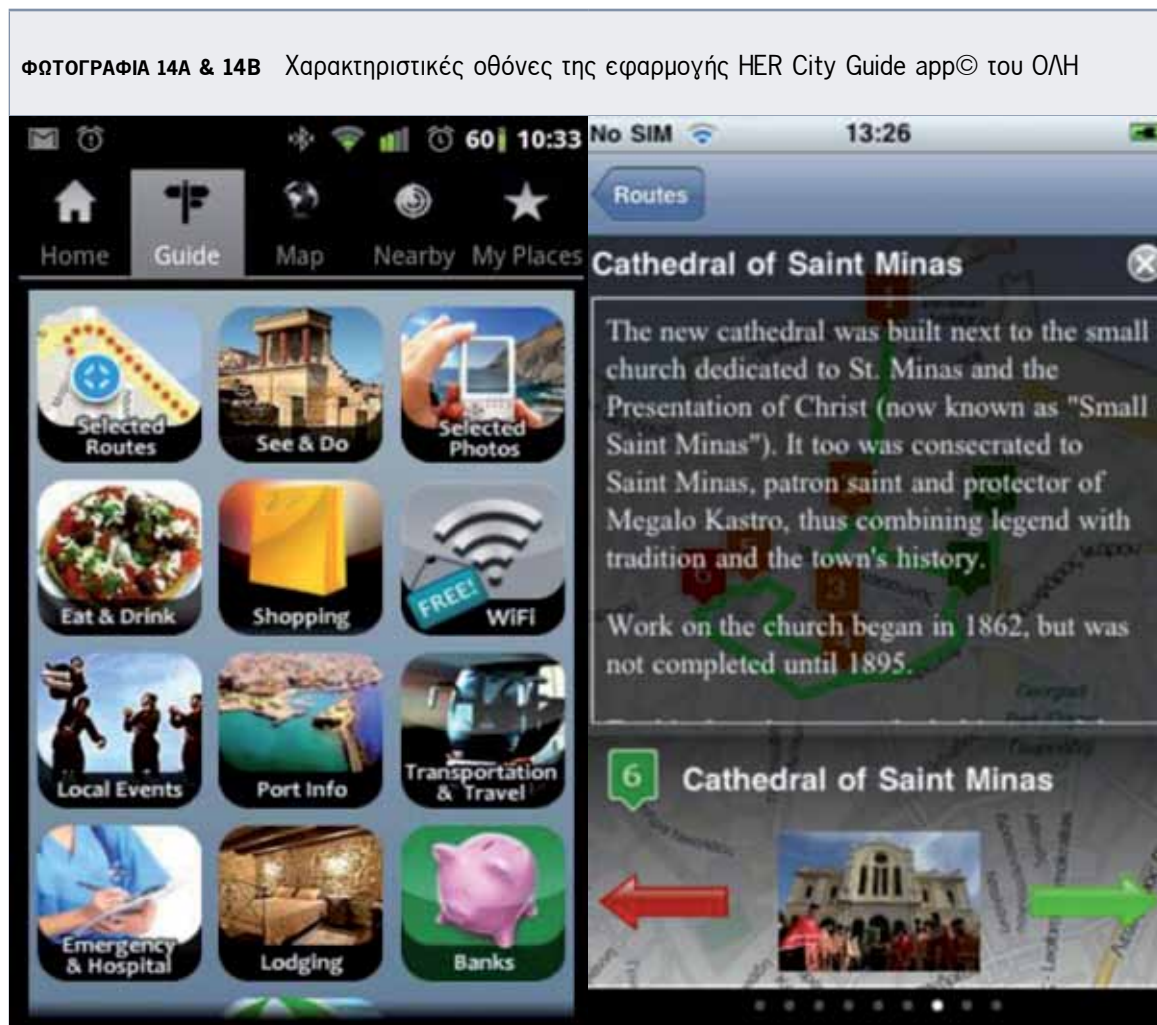 ΦΩΤΟΓΡΑΦΙΑ 14Α & 14Β Χαρακτηριστικές οθόνες της εφαρμογής HER City Guide app© του ΟΛΗ
60 10:33
Home Guide Map Nearby My Places
Selected
Routes
See & Do
Selected
Photos
Eat & Drink
Shopping
FREE!
WiFi
Local Events
Port Info
Transportation
& Travel
Emergency
& Hospital
Lodging
Banks
No SIM 13:26
Routes
Cathedral of Saint Minas
The new cathedral was built next to the small
church dedicated to St. Minas and the
Presentation of Christ (now known as "Small
Saint Minas"). It too was consecrated to
Saint Minas, patron saint and protector of
Megalo Kastro, thus combining legend with
tradition and the town's history.
Work on the church began in 1862, but was
not completed until 1895.
1
5
6
3
6 Cathedral of Saint Minas